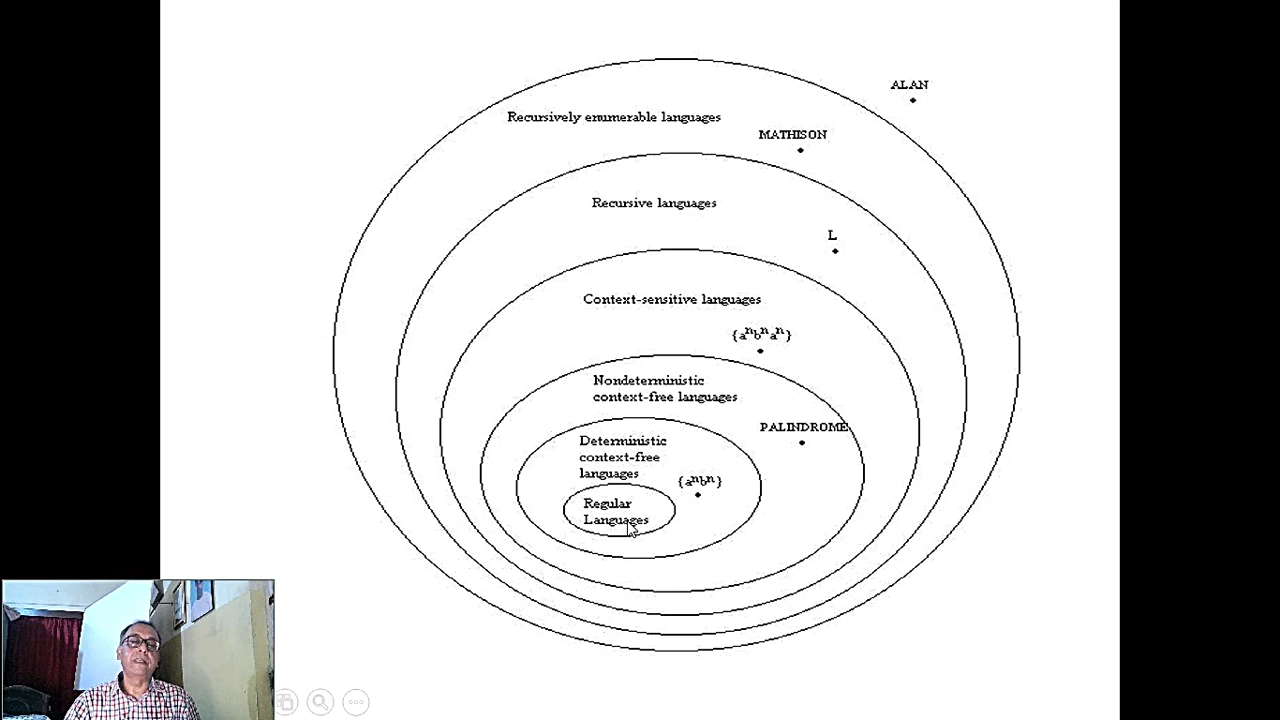 ALAN
Recursively enumerable languages
MATHISON
Recursive languages
L
Context-sensitive languages
{aⁿbⁿaⁿ}
Nondeterministic
context-free languages
PALINDROME
Deterministic
context-free
languages
{aⁿbⁿ}
Regular
Languages